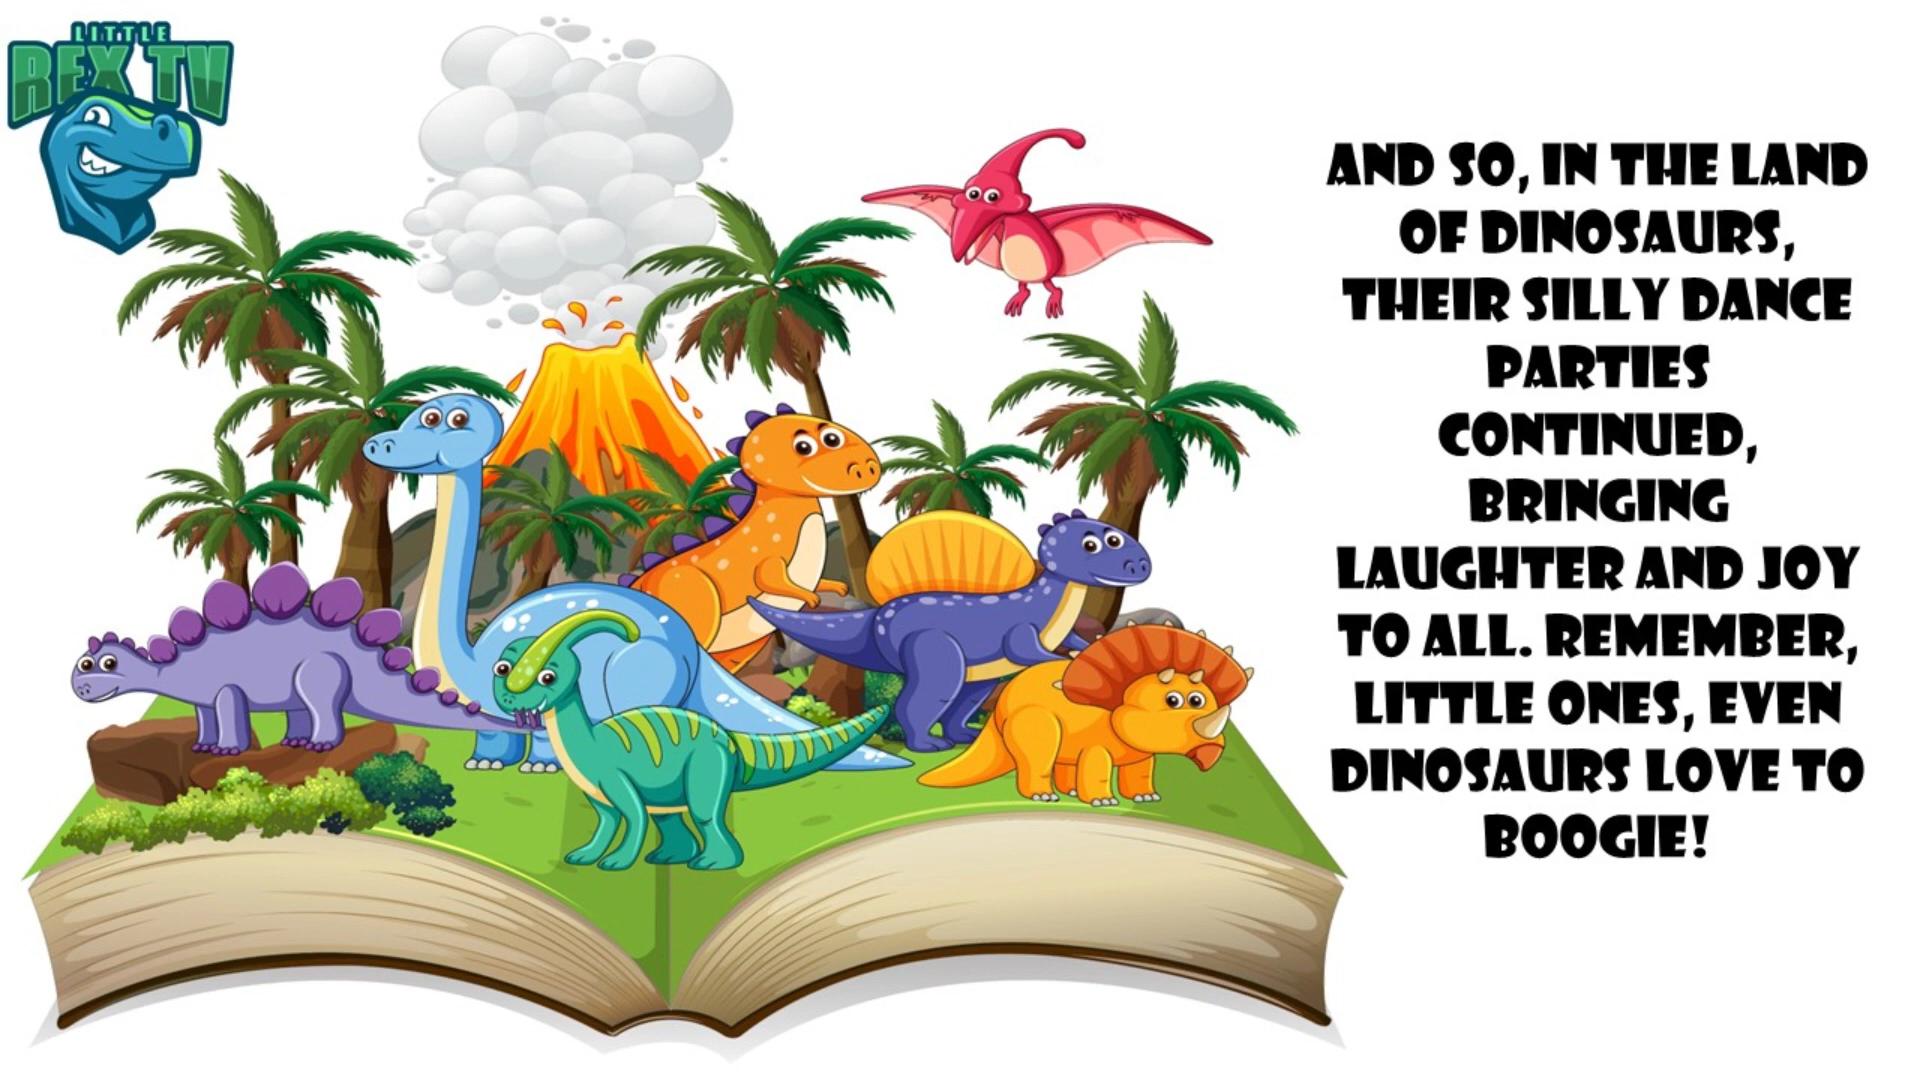 LITTLE
REX TV
AND SO, IN THE LAND
OF DINOSAURS,
THEIR SILLY DANCE
PARTIES
CONTINUED,
BRINGING
LAUGHTER AND JOY
TO ALL. REMEMBER,
LITTLE ONES, EVEN
DINOSAURS LOVE TO
BOOGIE!